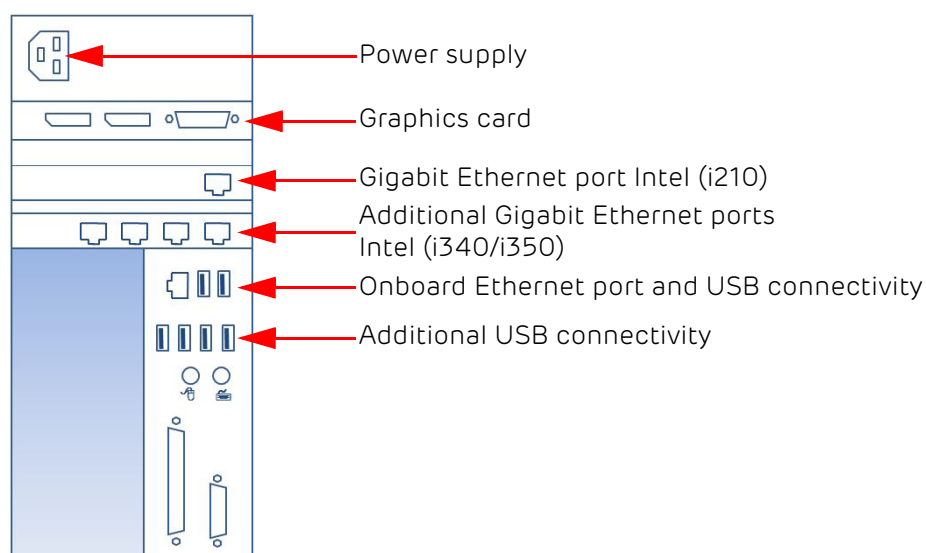 Power supply
Graphics card
Gigabit Ethernet port Intel (i210)
Additional Gigabit Ethernet ports
Intel (i340/i350)
Onboard Ethernet port and USB connectivity
Additional USB connectivity